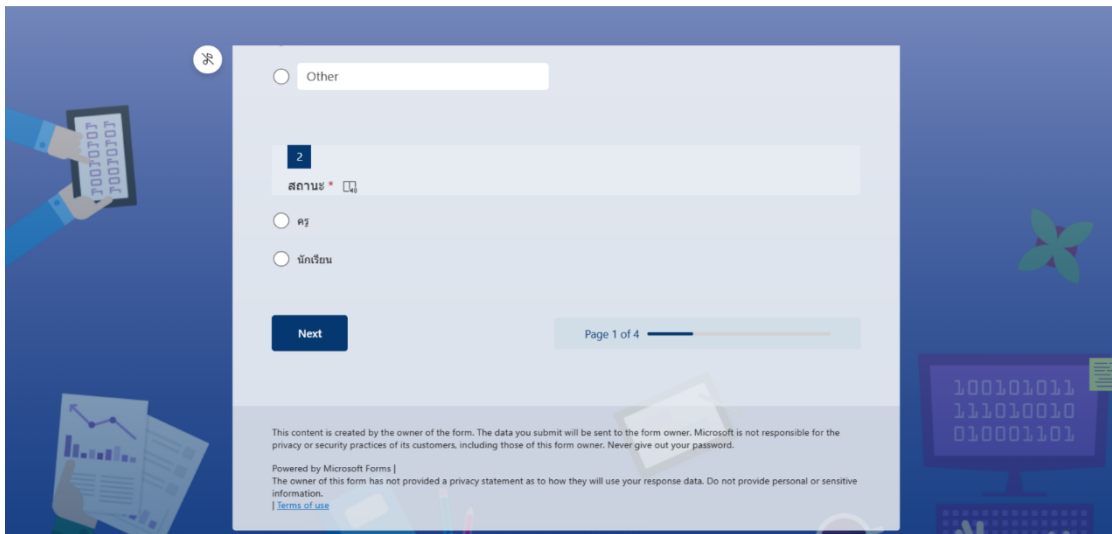 Other
2
สถานะ *
ครู
นักเรียน
Next
Page 1 of 4
This content is created by the owner of the form. The data you submit will be sent to the form owner. Microsoft is not responsible for the
privacy or security practices of its customers, including those of this form owner. Never give out your password.
Powered by Microsoft Forms |
The owner of this form has not provided a privacy statement as to how they will use your response data. Do not provide personal or sensitive
information.
| Terms of use
100101011
111010010
010001101